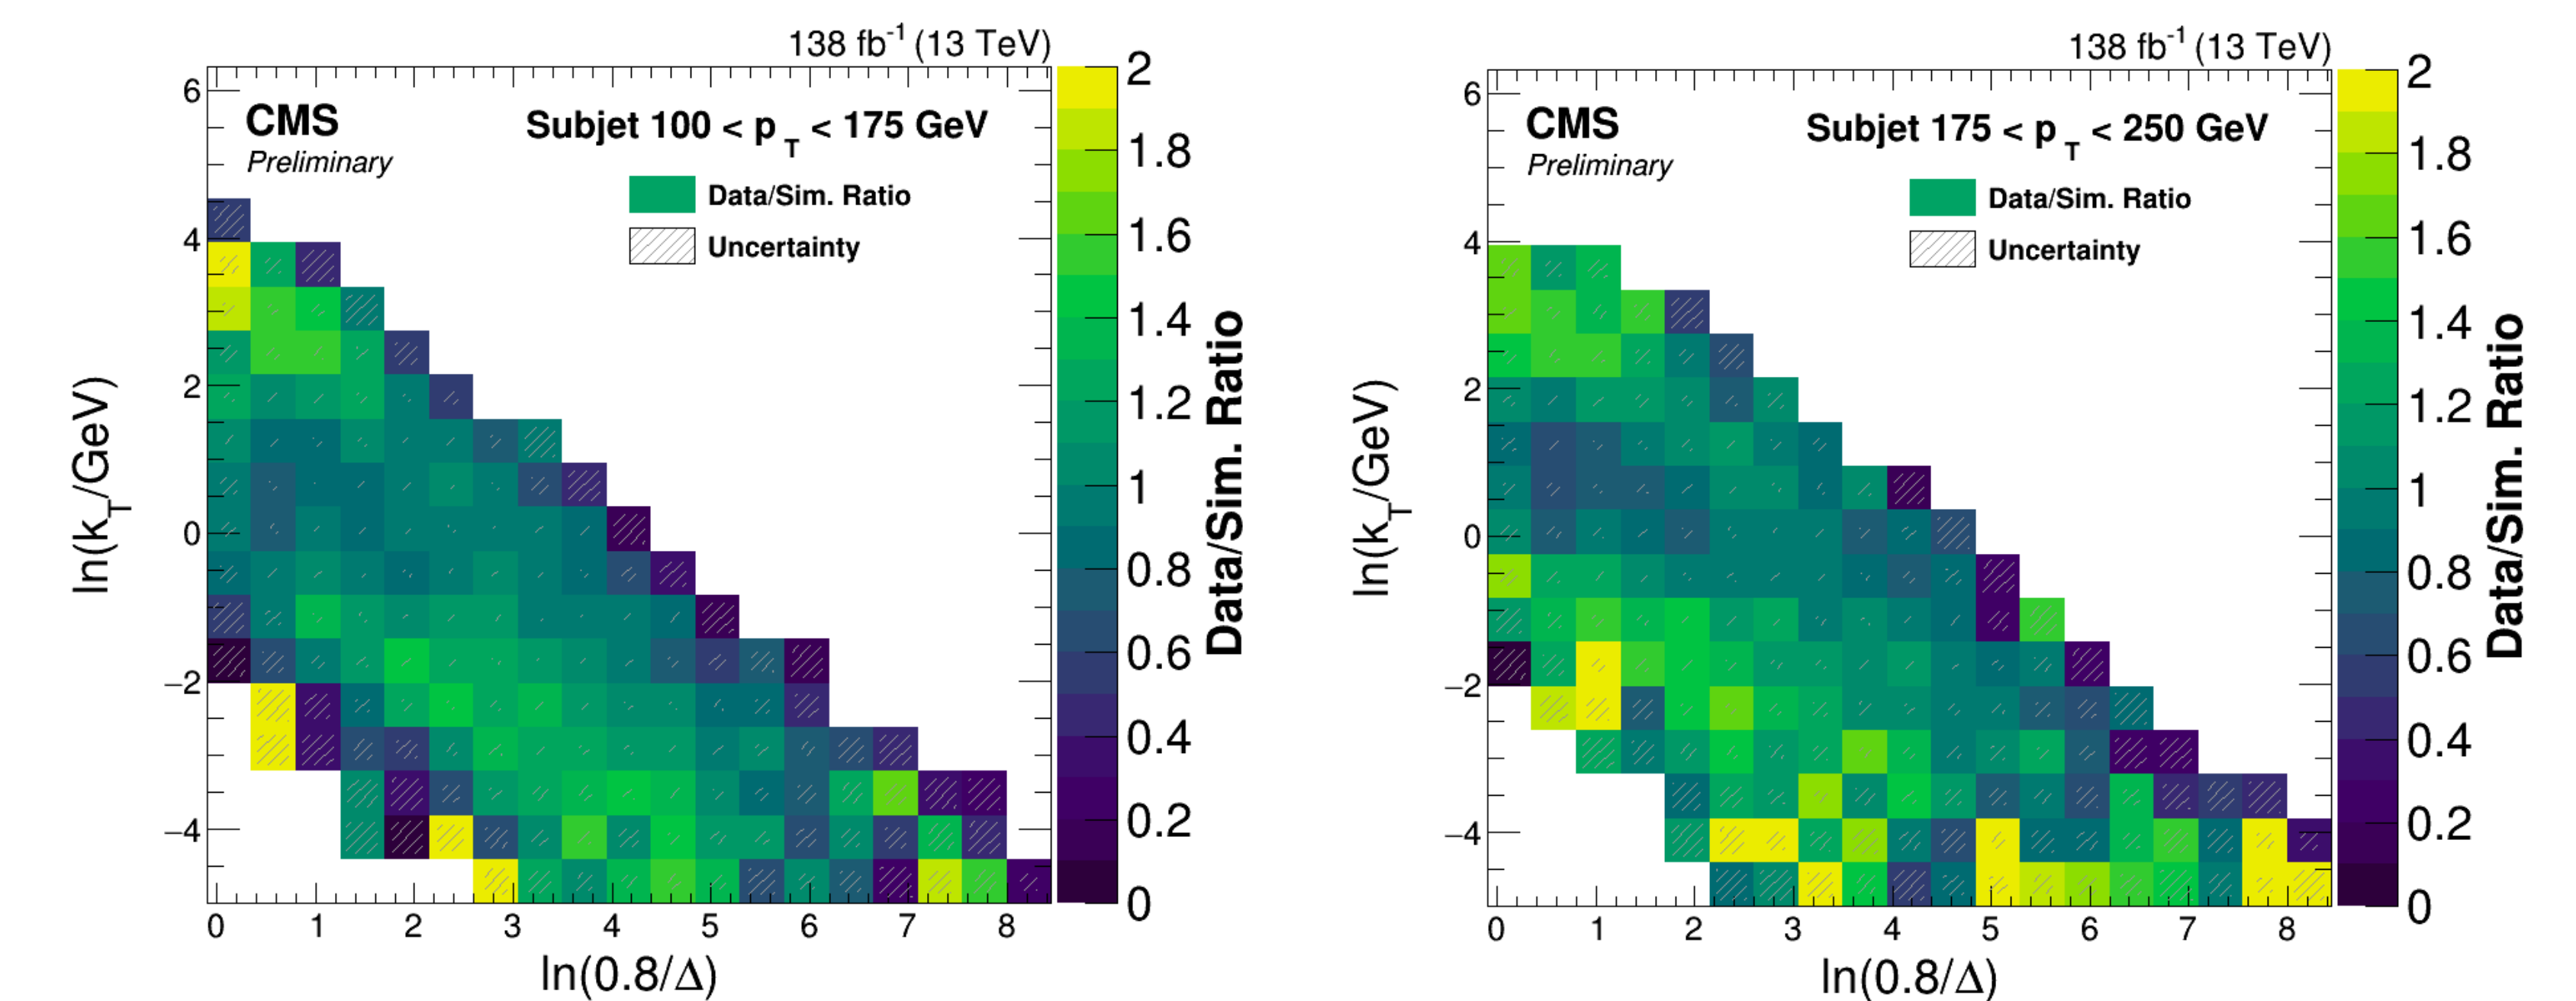 138 fb-1 (13 TeV)
CMS
Preliminary
Subjet 100 < pT < 175 GeV
Data/Sim. Ratio
Uncertainty
6
4
2
0
−2
−4
ln(kT/GeV)
0 1 2 3 4 5 6 7 8
ln(0.8/Δ)
2
1.8
1.6
1.4
1.2
1
0.8
0.6
0.4
0.2
0
Data/Sim. Ratio
138 fb-1 (13 TeV)
CMS
Preliminary
Subjet 175 < pT < 250 GeV
Data/Sim. Ratio
Uncertainty
6
4
2
0
−2
−4
ln(kT/GeV)
0 1 2 3 4 5 6 7 8
ln(0.8/Δ)
2
1.8
1.6
1.4
1.2
1
0.8
0.6
0.4
0.2
0
Data/Sim. Ratio